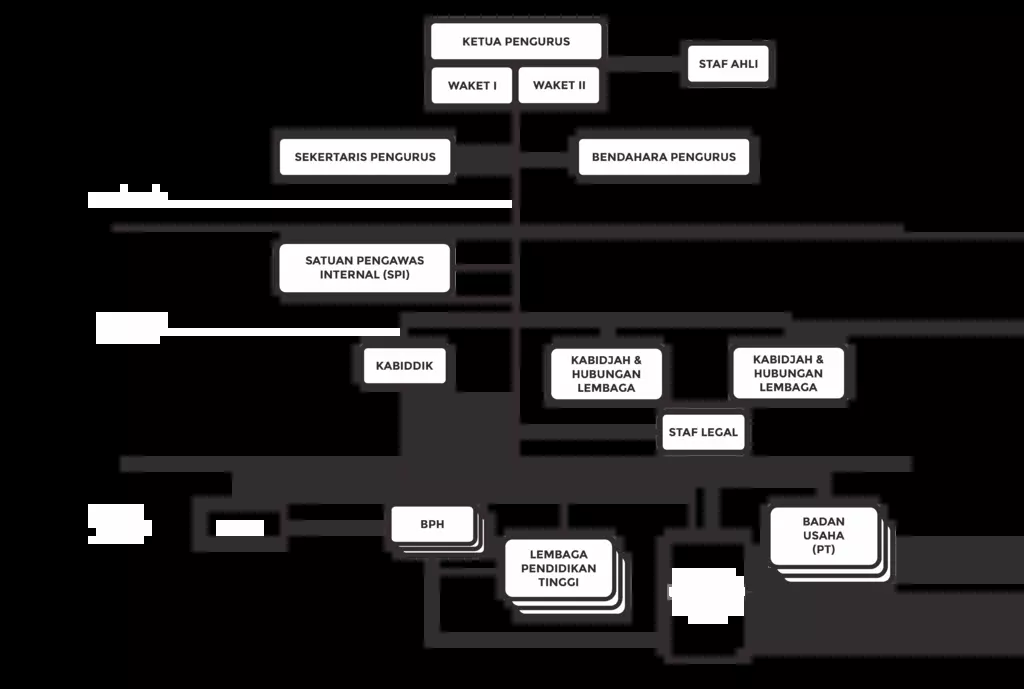 KETUA PENGURUS
STAF AHLI
WAKET I
WAKET II
SEKERTARIS PENGURUS
BENDAHARA PENGURUS
SATUAN PENGAWAS
INTERNAL (SPI)
KABIDDIK
KABIDJAH &
HUBUNGAN
LEMBAGA
KABIDJAH &
HUBUNGAN
LEMBAGA
STAF LEGAL
BPH
LEMBAGA
PENDIDIKAN
TINGGI
BADAN
USAHA
(PT)